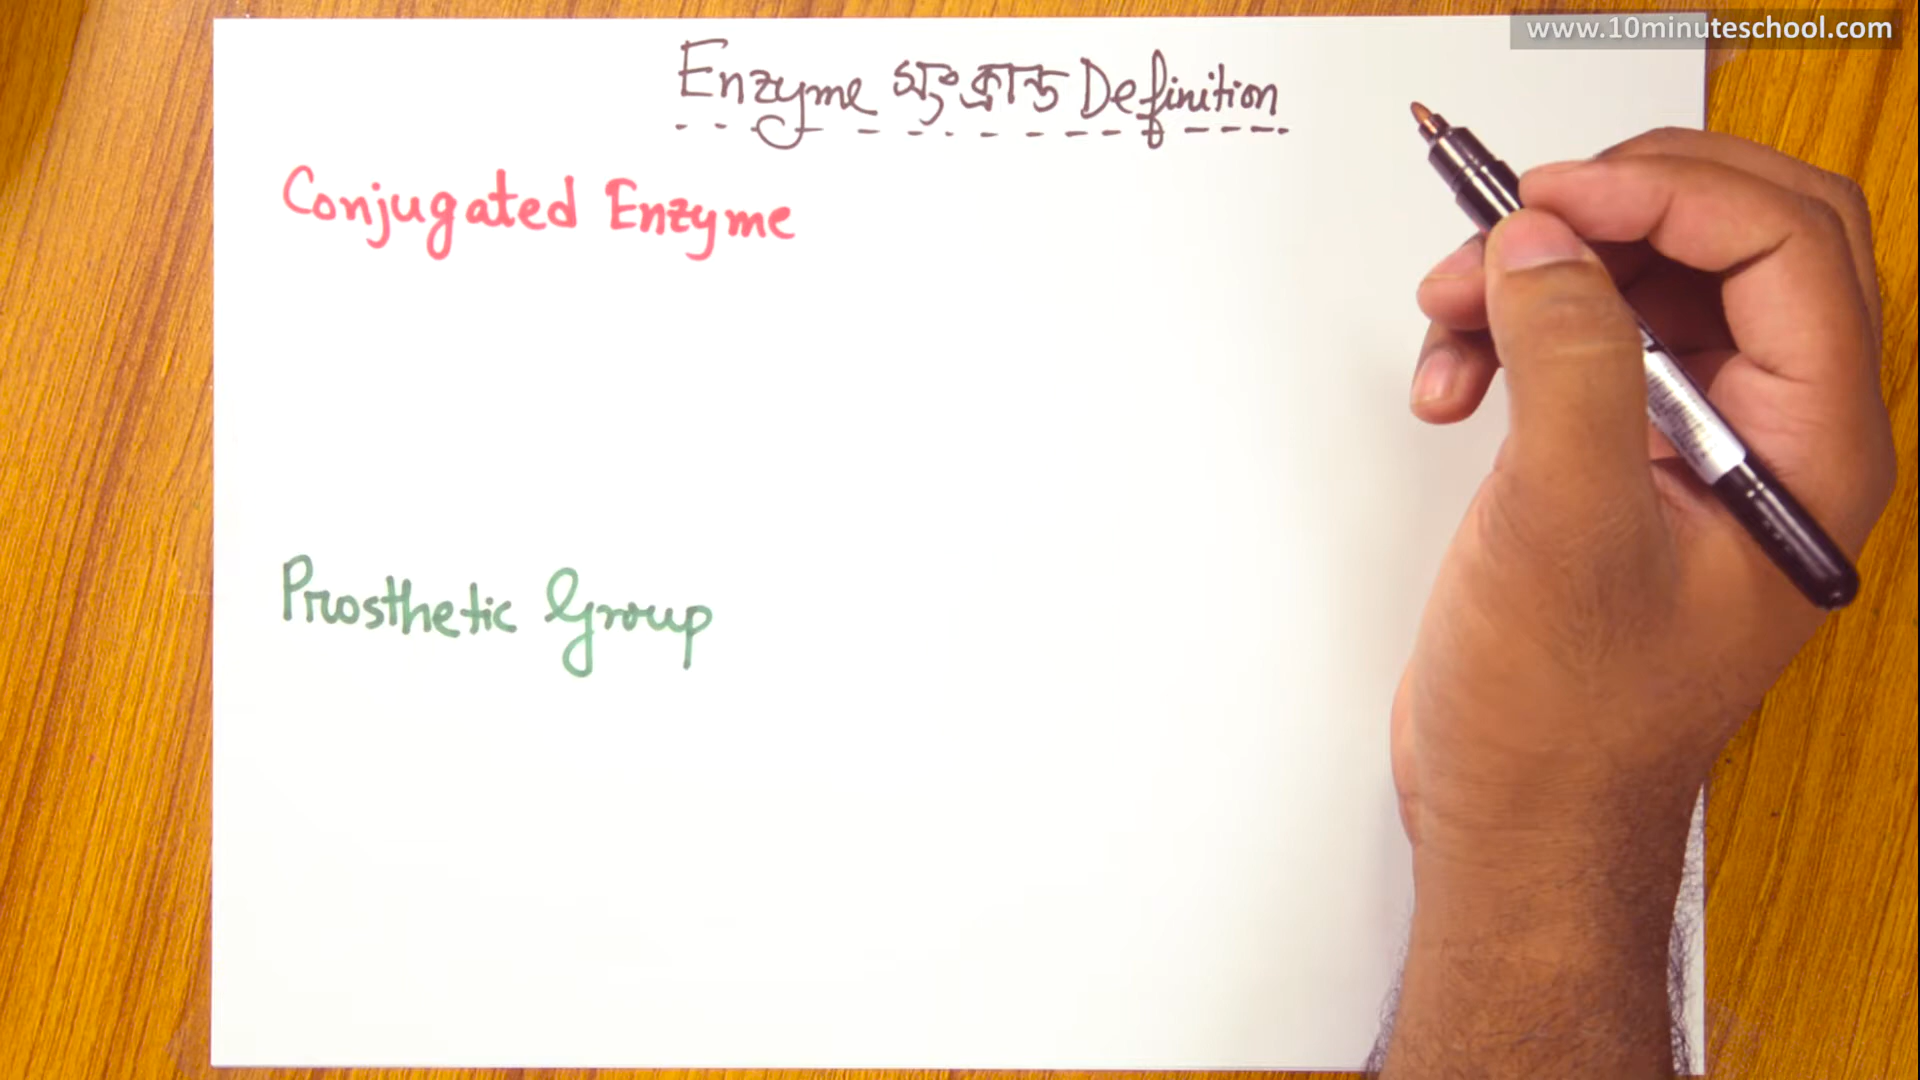 www.10minuteschool.com
Enzyme সংক্রান্ত Definition
Conjugated Enzyme
Prosthetic Group